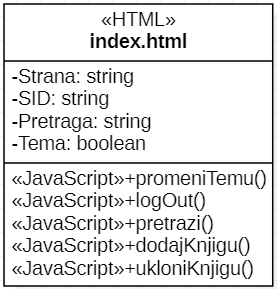 «HTML»
index.html
-Strana: string
-SID: string
-Pretraga: string
-Tema: boolean
«JavaScript»+promeniTemu()
«JavaScript»+logOut()
«JavaScript»+pretrazi()
«JavaScript»+dodajKnjigu()
«JavaScript»+ukloniKnjigu()